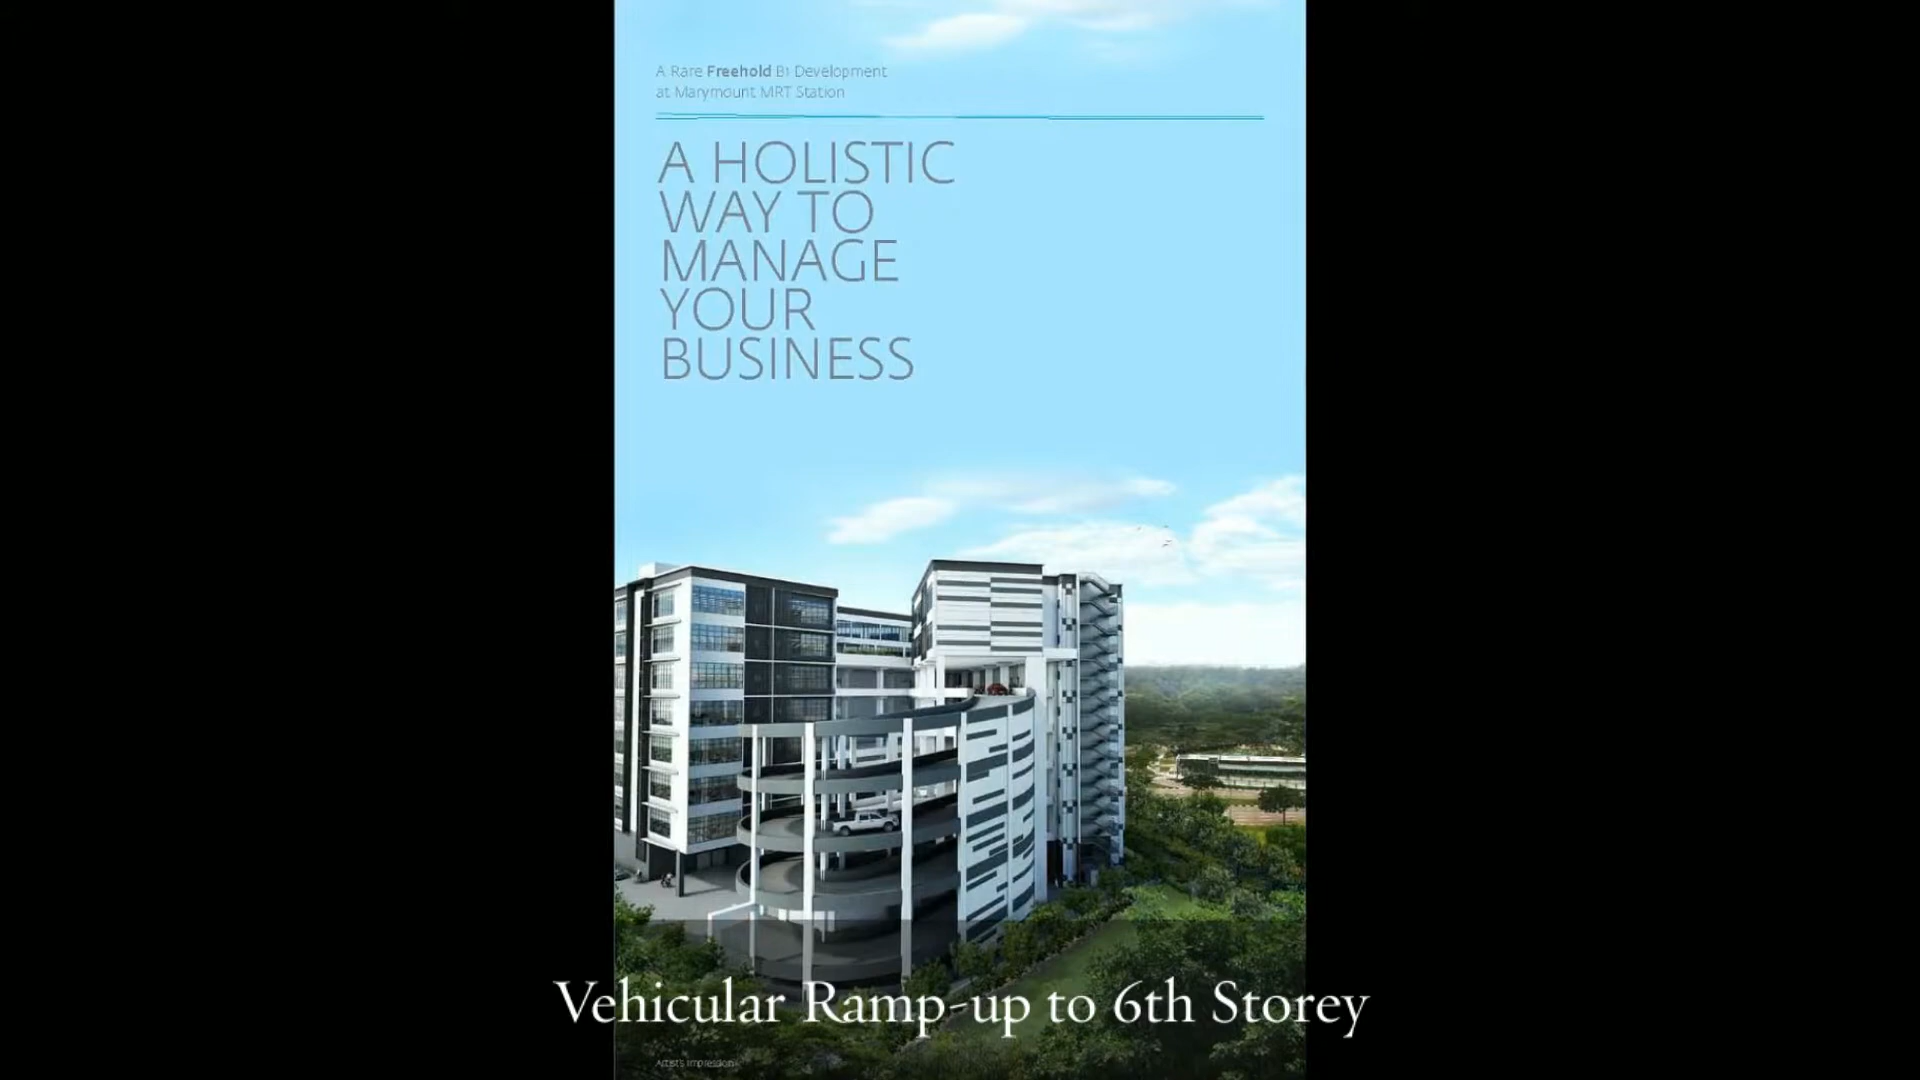 A Rare Freehold B1 Development
at Marymount MRT Station
A HOLISTIC
WAY TO
MANAGE
YOUR
BUSINESS
Vehicular Ramp-up to 6th Storey
Artist's Impression